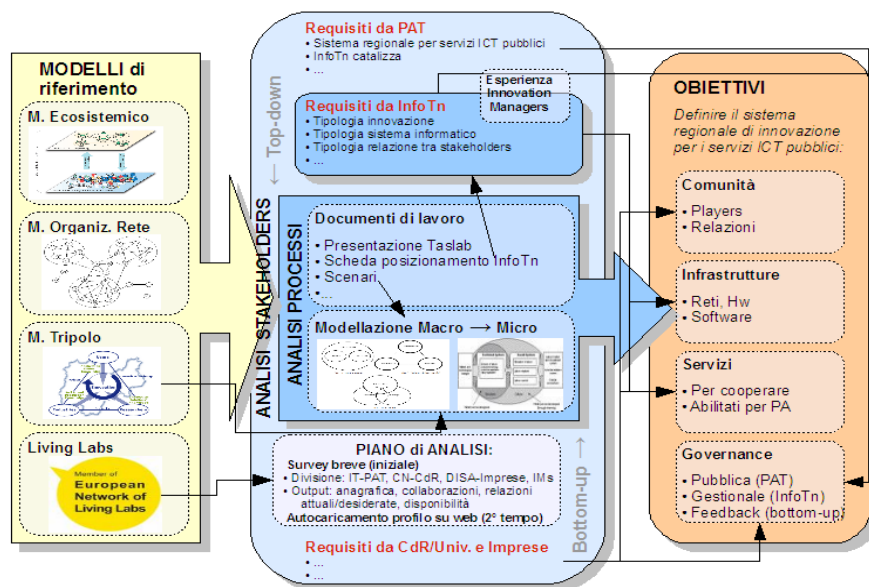 MODELLI di
riferimento
M. Ecosistemico
M. Organiz. Rete
M. Tripolo
Living Labs
Member of
European
Network of
Living Labs
ANALISI STAKEHOLDERS
Requisiti da PAT
• Sistema regionale per servizi ICT pubblici
• InfoTn catalizza
• ...
← Top-down
Esperienza
Innovation
Managers
Requisiti da InfoTn
• Tipologia innovazione
• Tipologia sistema informatico
• Tipologia relazione tra stakeholders
• ...
ANALISI PROCESSI
Documenti di lavoro
• Presentazione Taslab
• Scheda posizionamento InfoTn
• Scenari
• ...
Modellazione Macro → Micro
PIANO di ANALISI:
Survey breve (iniziale)
• Divisione: IT-PAT, CN-CdR, DISA-Imprese, IMs
• Output: anagrafica, collaborazioni, relazioni
attuali/desiderate, disponibilità
Autocaricamento profilo su web (2° tempo)
Bottom-up →
Requisiti da CdR/Univ. e Imprese
• ...
• ...
OBIETTIVI
Definire il sistema
regionale di innovazione
per i servizi ICT pubblici:
Comunità
• Players
• Relazioni
Infrastrutture
• Reti, Hw
• Software
Servizi
• Per cooperare
• Abilitati per PA
Governance
• Pubblica (PAT)
• Gestionale (InfoTn)
• Feedback (bottom-up)